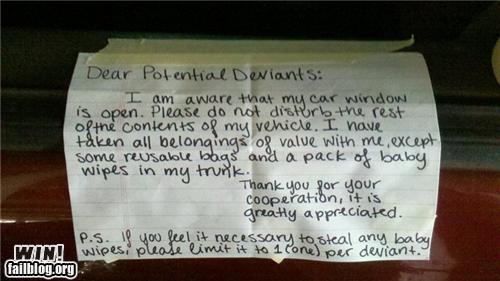 Dear Potential Deviants:
I am aware that my car window
is open. Please do not disturb the rest
of the contents of my vehicle. I have
taken all belongings of value with me, except
some reusable bags and a pack of baby
wipes in my trunk.
Thank you for your
cooperation, it is
greatly appreciated.
P.S. If you feel it necessary to steal any baby
wipes, please limit it to 1 (one) per deviant.
WIN!
failblog.org